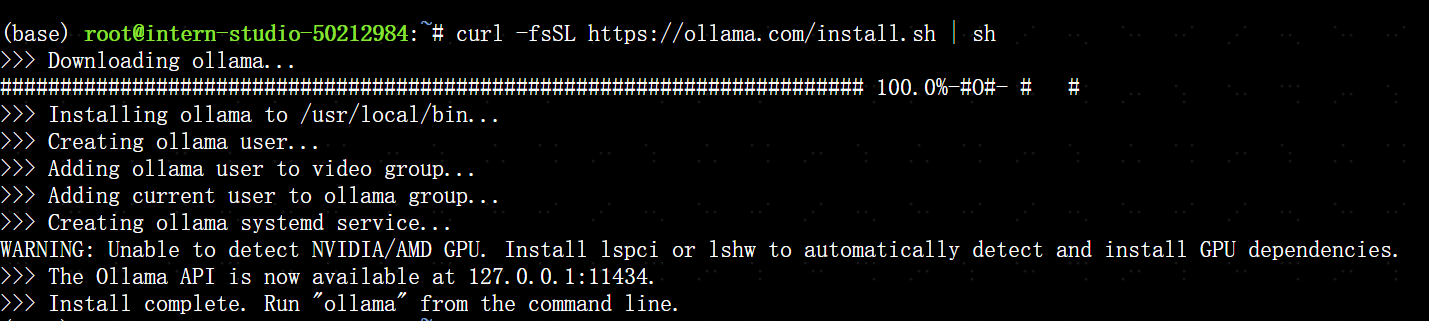 (base) root@intern-studio-50212984:~# curl -fsSL https://ollama.com/install.sh | sh
>>> Downloading ollama...
######################################################################## 100.0%-#O#- #   #
>>> Installing ollama to /usr/local/bin...
>>> Creating ollama user...
>>> Adding ollama user to video group...
>>> Adding current user to ollama group...
>>> Creating ollama systemd service...
WARNING: Unable to detect NVIDIA/AMD GPU. Install lspci or lshw to automatically detect and install GPU dependencies.
>>> The Ollama API is now available at 127.0.0.1:11434.
>>> Install complete. Run "ollama" from the command line.